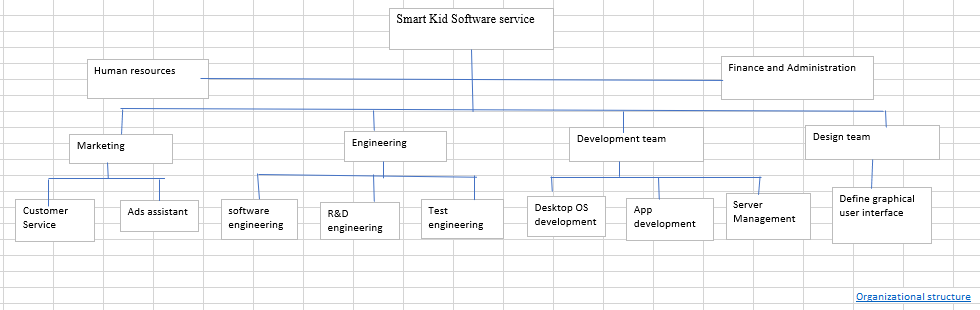 Smart Kid Software service
Human resources
Finance and Administration
Marketing
Engineering
Development team
Design team
Customer
Service
Ads assistant
software
engineering
R&D
engineering
Test
engineering
Desktop OS
development
App
development
Server
Management
Define graphical
user interface
Organizational structure